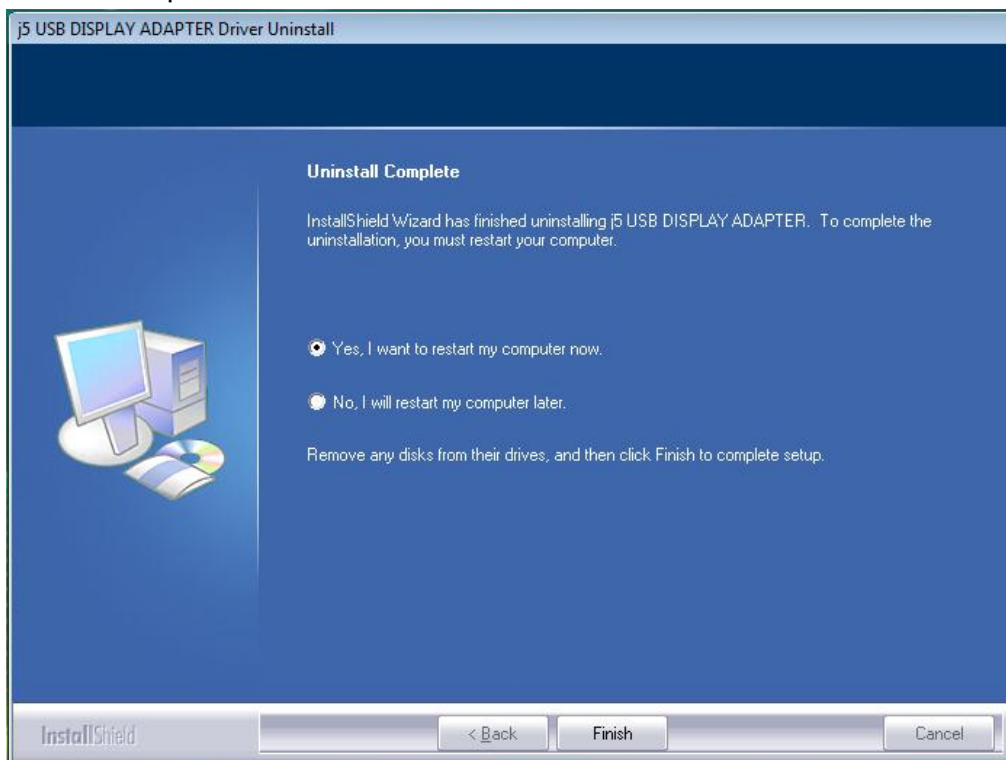 j5 USB DISPLAY ADAPTER Driver Uninstall
Uninstall Complete
InstallShield Wizard has finished uninstalling j5 USB DISPLAY ADAPTER. To complete the
uninstallation, you must restart your computer.
Yes, I want to restart my computer now.
No, I will restart my computer later.
Remove any disks from their drives, and then click Finish to complete setup.
InstallShield
< Back
Finish
Cancel